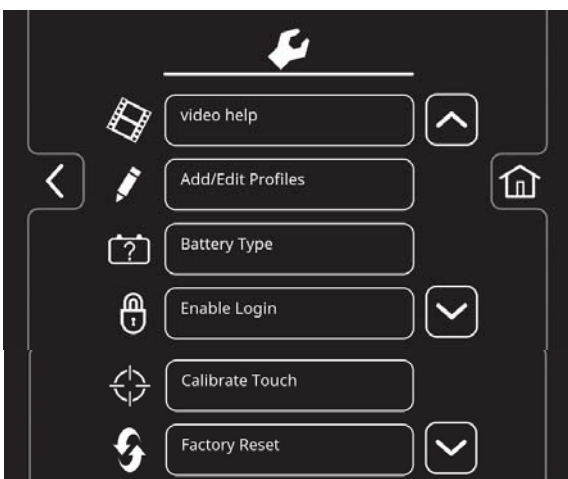 video help
Add/Edit Profiles
Battery Type
Enable Login
Calibrate Touch
Factory Reset